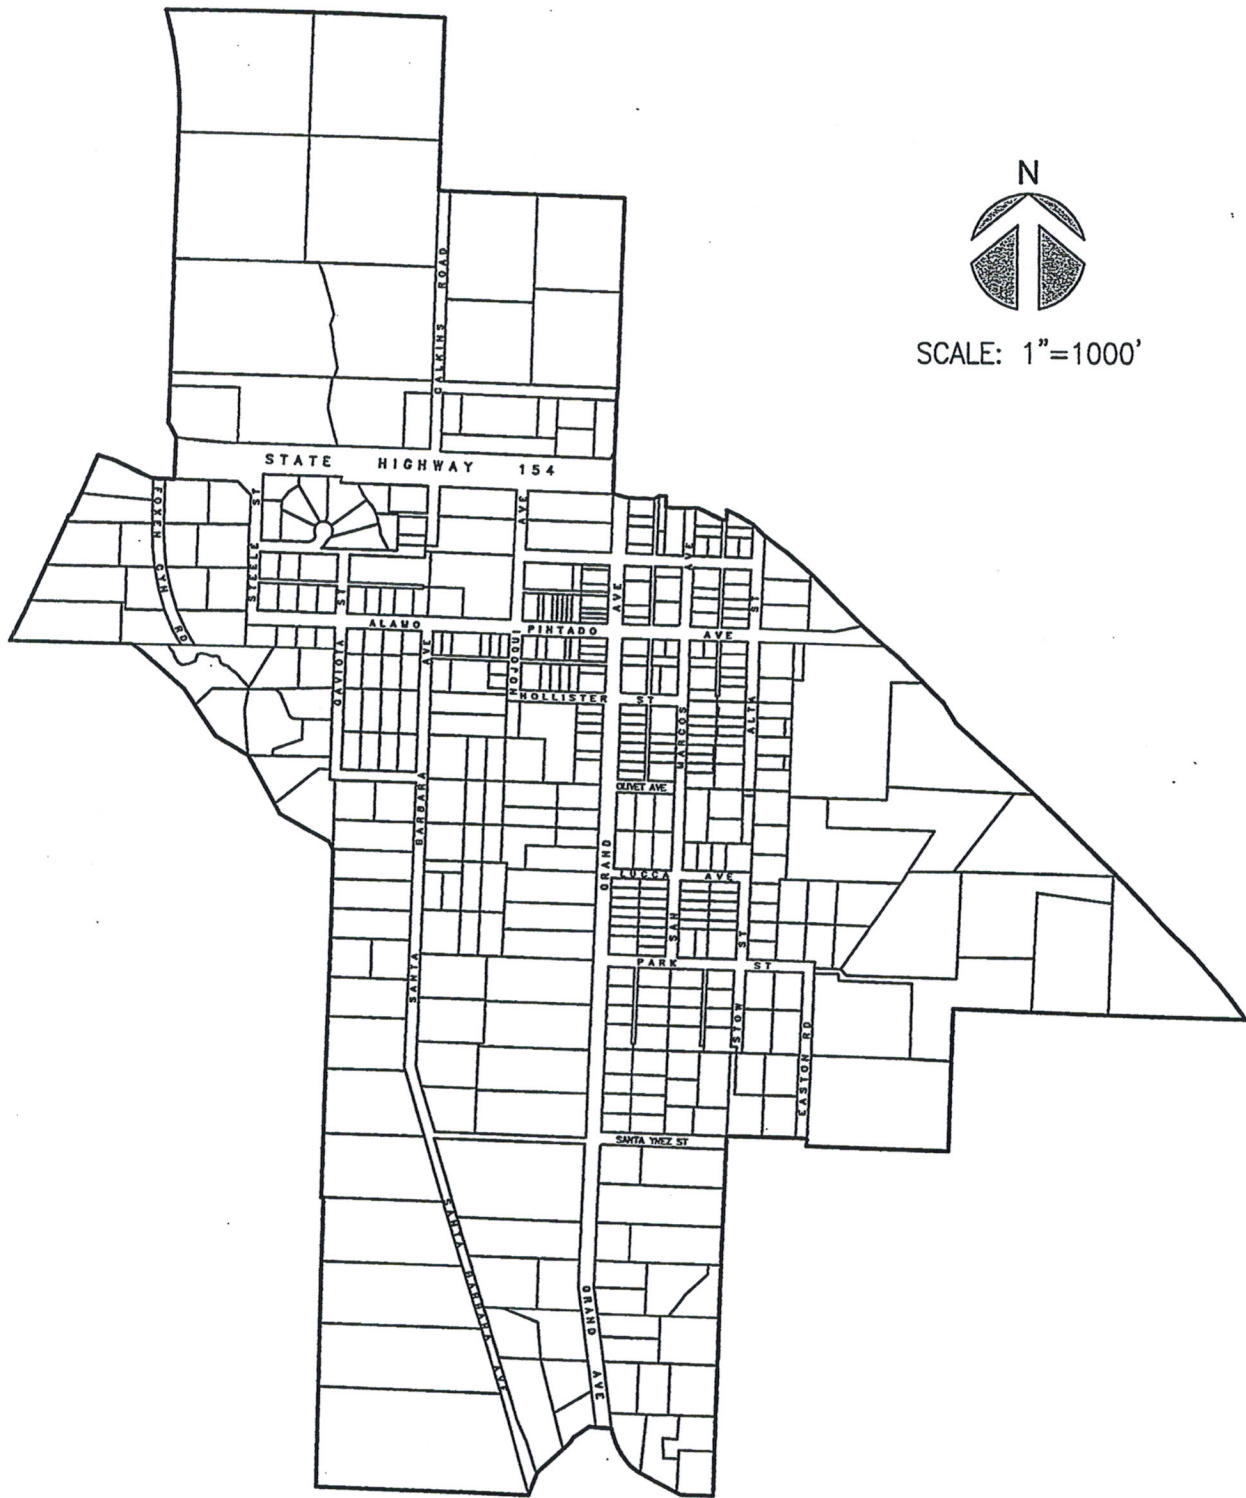 N
SCALE: 1"=1000'
CALKINS ROAD
STATE HIGHWAY 154
FOXEN CYN RD
STEELE ST
AVE
AVE
AVE
ST
ST
ALAMO PINTADO AVE
GAVIOTA
AVE
NOJOQUI
HOLLISTER ST
MARCOS
ALTA
OLIVET AVE
SANTA BARBARA
GRAND
LUCCA AVE
SAN
ST
PARK ST
STOW
EASTON RD
SANTA YNEZ ST
SANTA BARBARA AVE
GRAND AVE